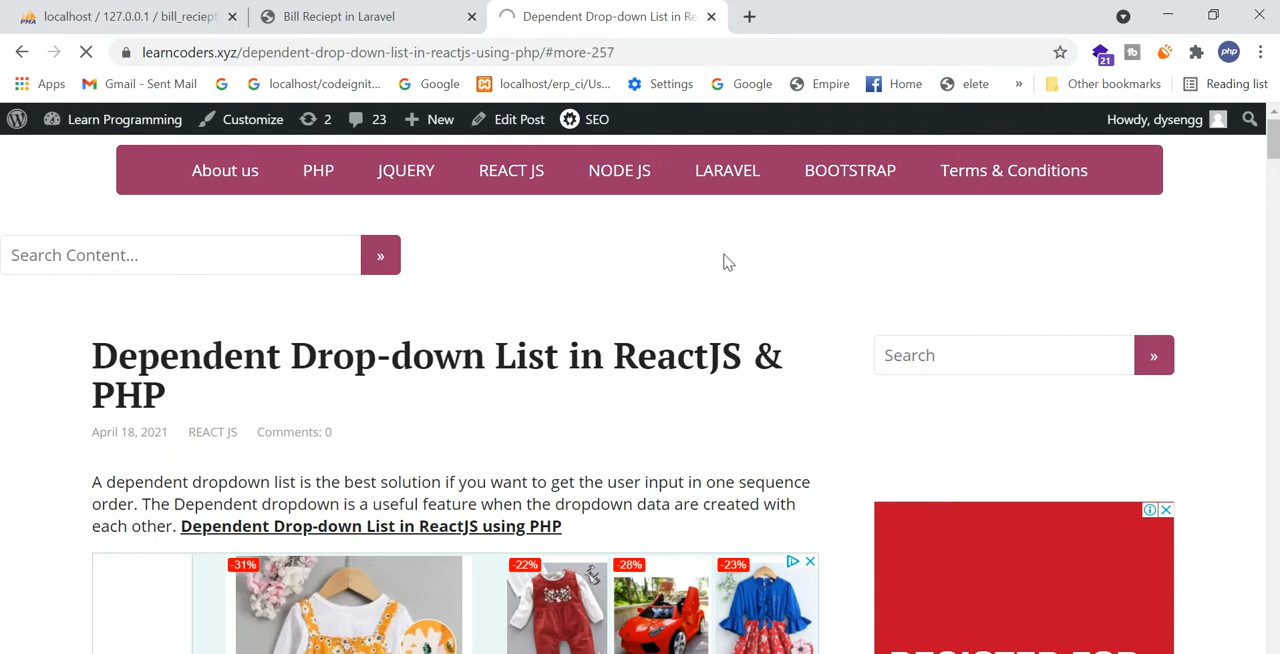 localhost / 127.0.0.1 / bill_reciept
Bill Reciept in Laravel
Dependent Drop-down List in Re
learncoders.xyz/dependent-drop-down-list-in-reactjs-using-php/#more-257
21
php
Apps
Gmail - Sent Mail
localhost/codeignit...
Google
localhost/erp_ci/Us...
Settings
Google
Empire
Home
elete
»
Other bookmarks
Reading list
Learn Programming
Customize
2
23
New
Edit Post
SEO
Howdy, dysengg
About us
PHP
JQUERY
REACT JS
NODE JS
LARAVEL
BOOTSTRAP
Terms & Conditions
Search Content...
»
Dependent Drop-down List in ReactJS &
PHP
Search
»
April 18, 2021
REACT JS
Comments: 0
A dependent dropdown list is the best solution if you want to get the user input in one sequence
order. The Dependent dropdown is a useful feature when the dropdown data are created with
each other. Dependent Drop-down List in ReactJS using PHP
-31%
-22%
-28%
-23%
REGISTER FOR